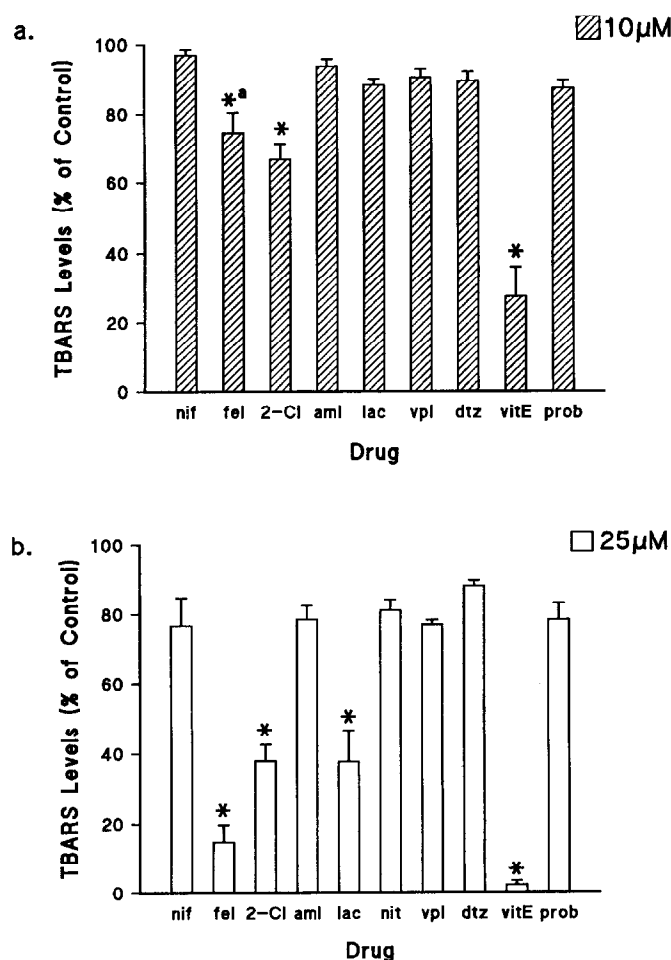 a.
10µM
TBARS Levels (% of Control)
100
80
60
40
20
0
*a
*
*
nif fel 2-Cl aml lac vpl dtz vitE prob
Drug
b.
25µM
TBARS Levels (% of Control)
100
80
60
40
20
0
*
*
*
*
nif fel 2-Cl aml lac nit vpl dtz vitE prob
Drug